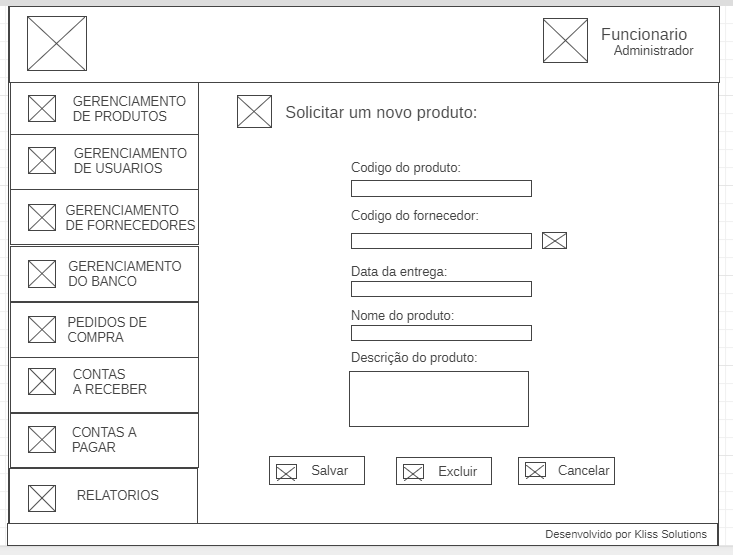 Funcionario
Administrador
GERENCIAMENTO
DE PRODUTOS
GERENCIAMENTO
DE USUARIOS
GERENCIAMENTO
DE FORNECEDORES
GERENCIAMENTO
DO BANCO
PEDIDOS DE
COMPRA
CONTAS
A RECEBER
CONTAS A
PAGAR
RELATORIOS
Solicitar um novo produto:
Codigo do produto:
Codigo do fornecedor:
Data da entrega:
Nome do produto:
Descrição do produto:
Salvar
Excluir
Cancelar
Desenvolvido por Kliss Solutions